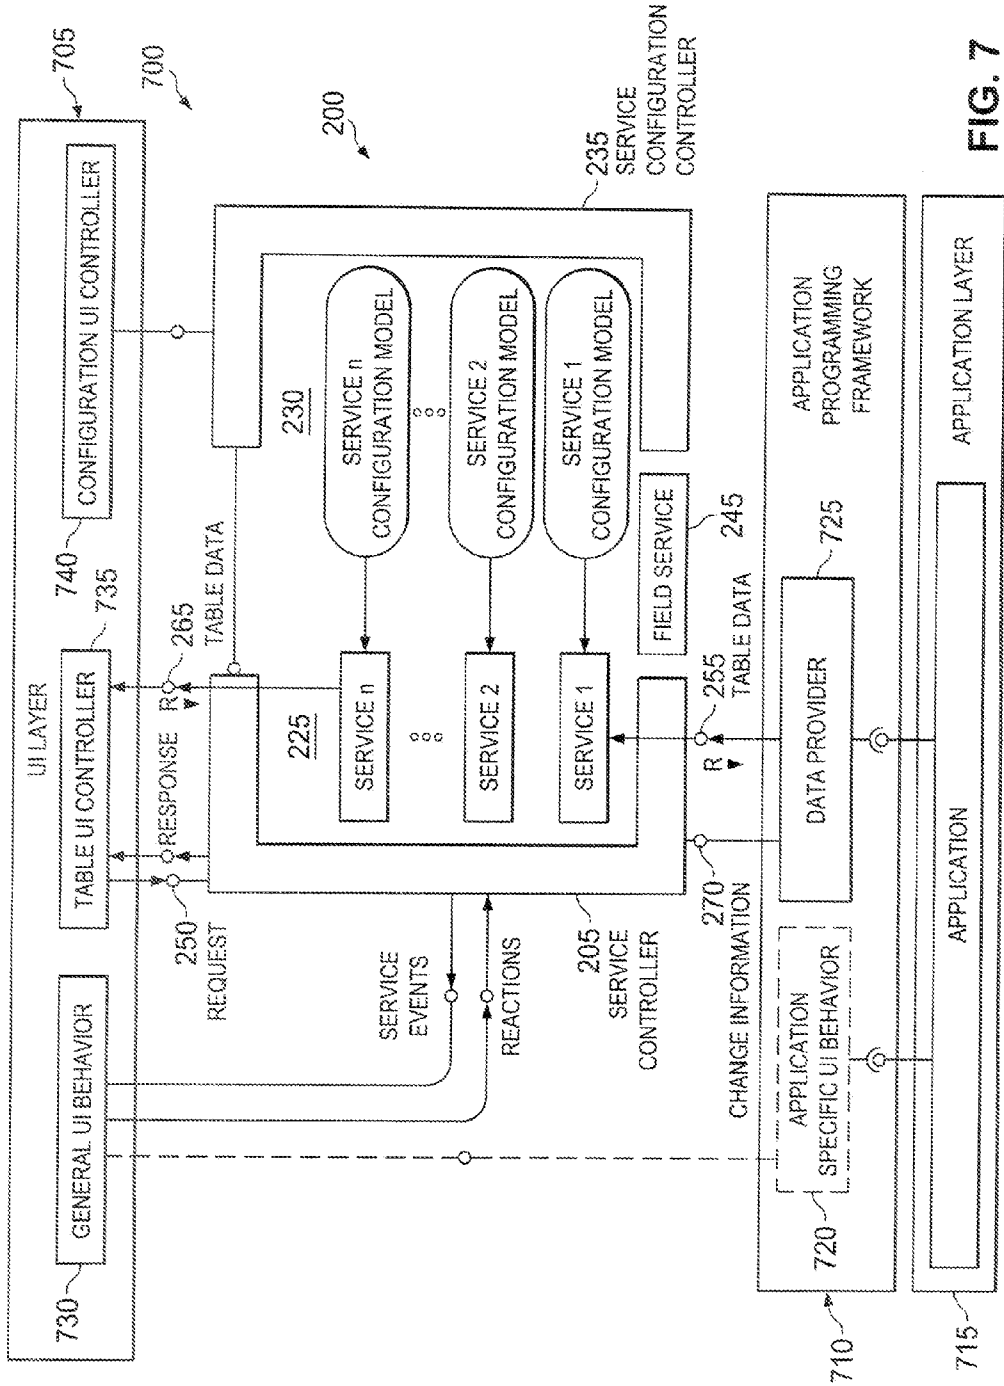 700
705
UI LAYER
730
GENERAL UI BEHAVIOR
TABLE UI CONTROLLER
735
740
CONFIGURATION UI CONTROLLER
250
REQUEST
RESPONSE
R
265
TABLE DATA
200
SERVICE
EVENTS
REACTIONS
205
SERVICE
CONTROLLER
225
SERVICE n
SERVICE 2
SERVICE 1
230
SERVICE n
CONFIGURATION MODEL
SERVICE 2
CONFIGURATION MODEL
SERVICE 1
CONFIGURATION MODEL
235
SERVICE
CONFIGURATION
CONTROLLER
FIELD SERVICE
245
CHANGE INFORMATION
270
R
255
TABLE DATA
710
720
APPLICATION
SPECIFIC UI BEHAVIOR
DATA PROVIDER
725
APPLICATION
PROGRAMMING
FRAMEWORK
715
APPLICATION
APPLICATION LAYER
FIG. 7